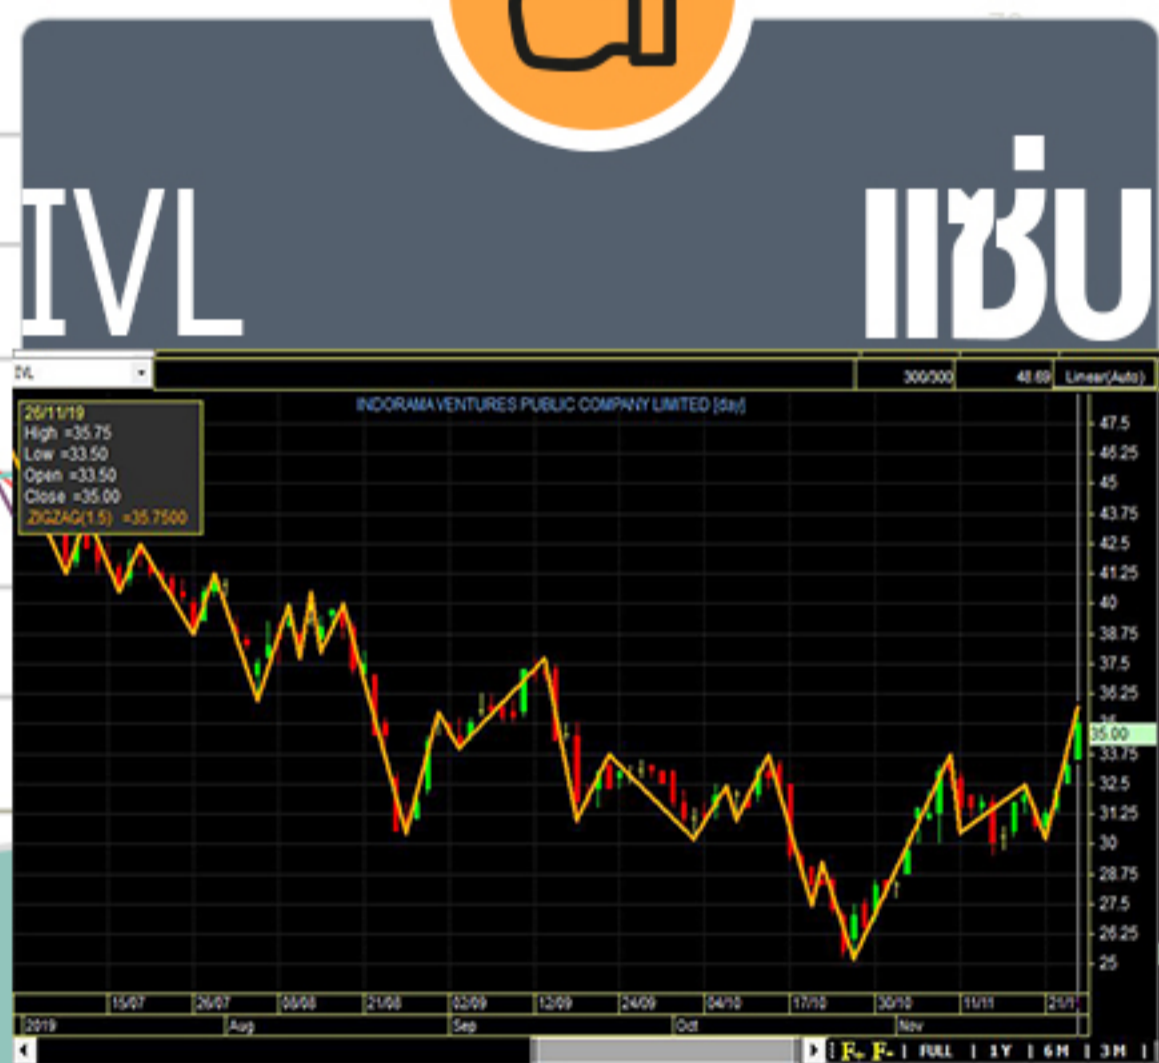 IVL
แซ่บ
IVL
300/300 48.69 Linear(Auto)
INDORAMA VENTURES PUBLIC COMPANY LIMITED [day]
26/11/19
High =35.75
Low =33.50
Open =33.50
Close =35.00
ZIGZAG(1.5) =35.7500
47.5
46.25
45
43.75
42.5
41.25
40
38.75
37.5
36.25
35
35.00
33.75
32.5
31.25
30
28.75
27.5
26.25
25
15/07 26/07 08/08 21/08 02/09 12/09 24/09 04/10 17/10 30/10 11/11
2019 Aug Sep Oct Nov
F+ F- | FULL | 1Y | 6M | 3M |